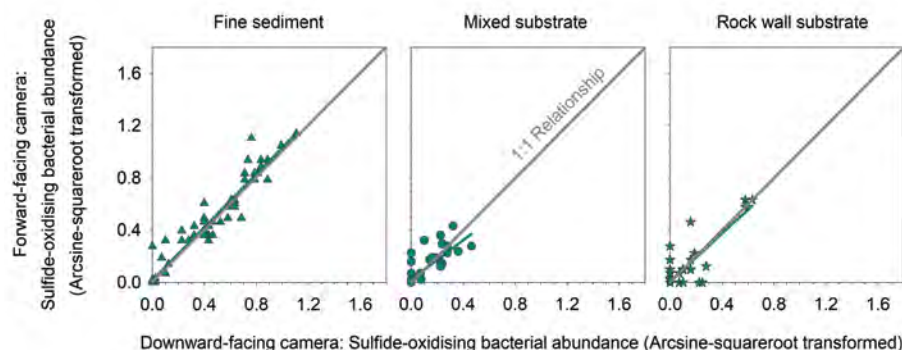 Fine sediment
Mixed substrate
Rock wall substrate
Forward-facing camera:
Sulfide-oxidising bacterial abundance
(Arcsine-squareroot transformed)
1.6
1.2
0.8
0.4
0.0
1:1 Relationship
0.0 0.4 0.8 1.2 1.6
0.0 0.4 0.8 1.2 1.6
0.0 0.4 0.8 1.2 1.6
Downward-facing camera: Sulfide-oxidising bacterial abundance (Arcsine-squareroot transformed)